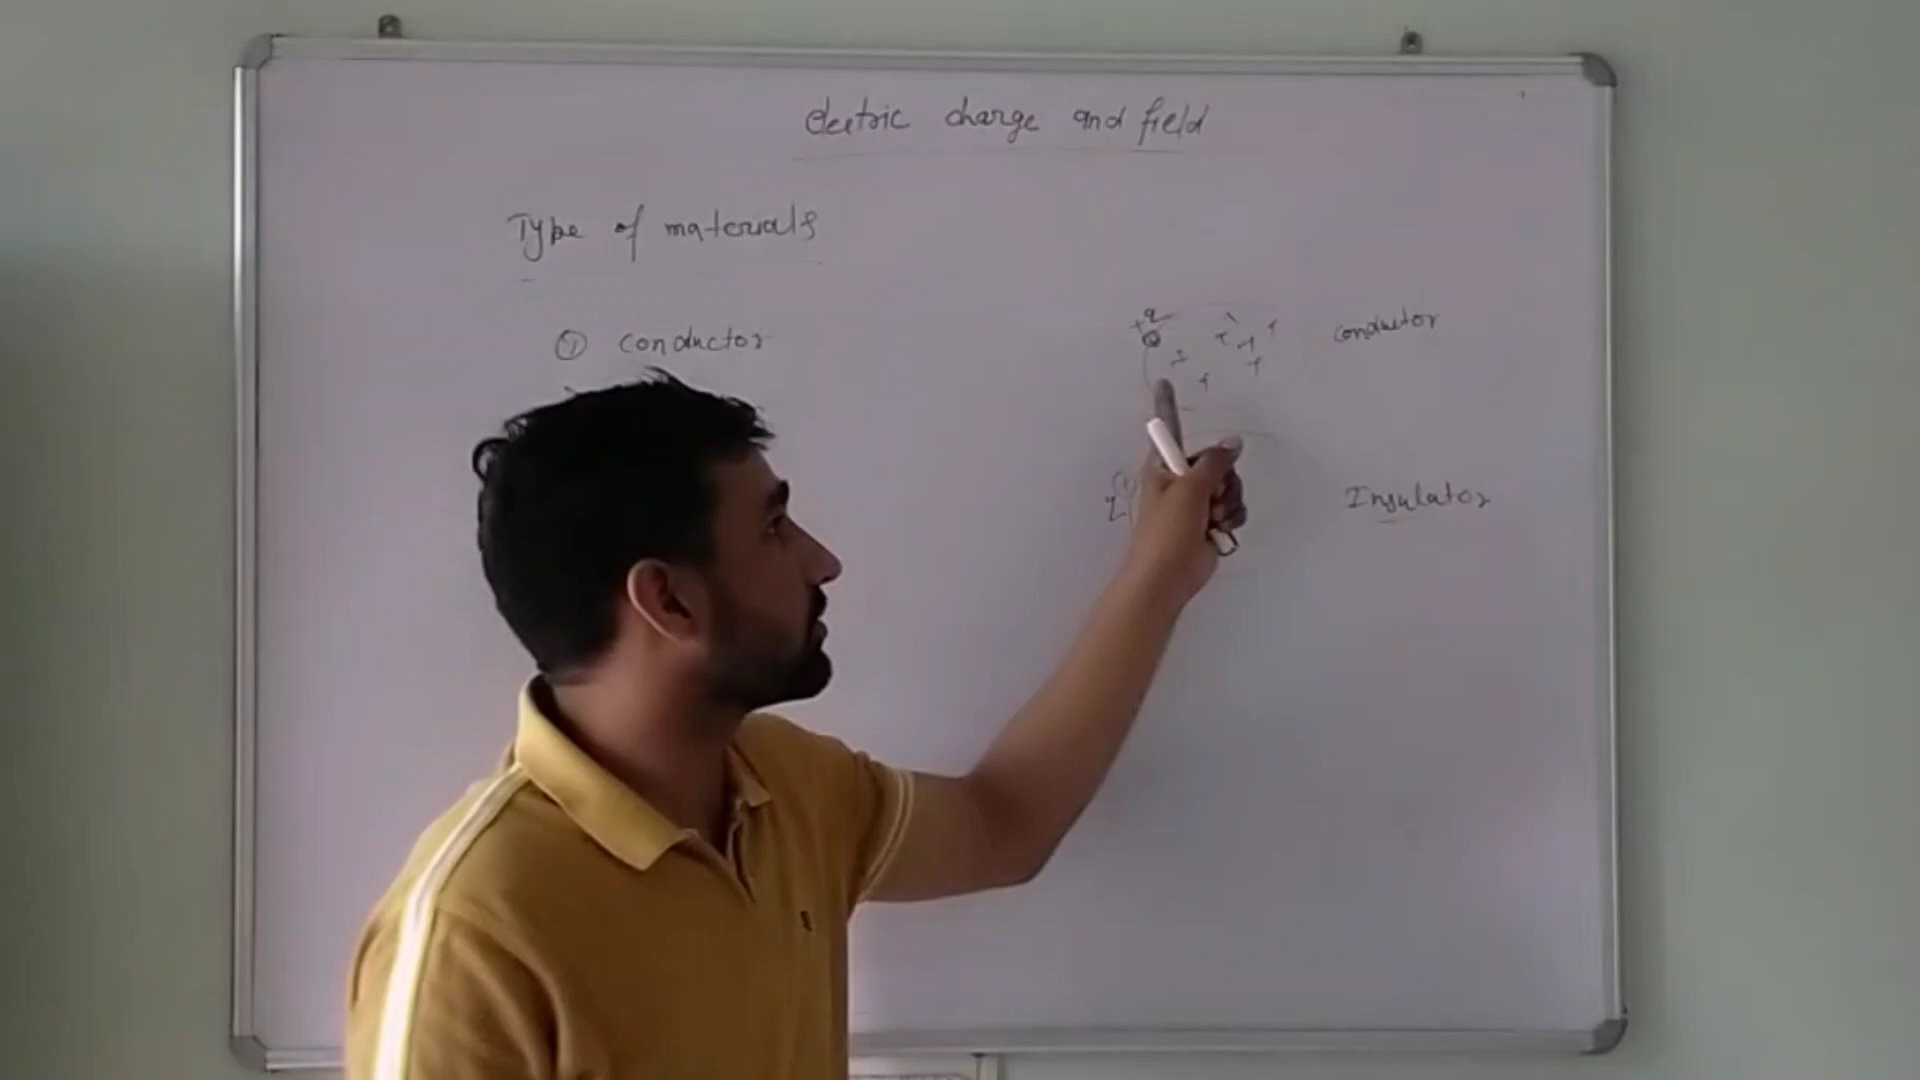 Electric charge and field
Type of materials
① conductor
+q
conductor
q
Insulator